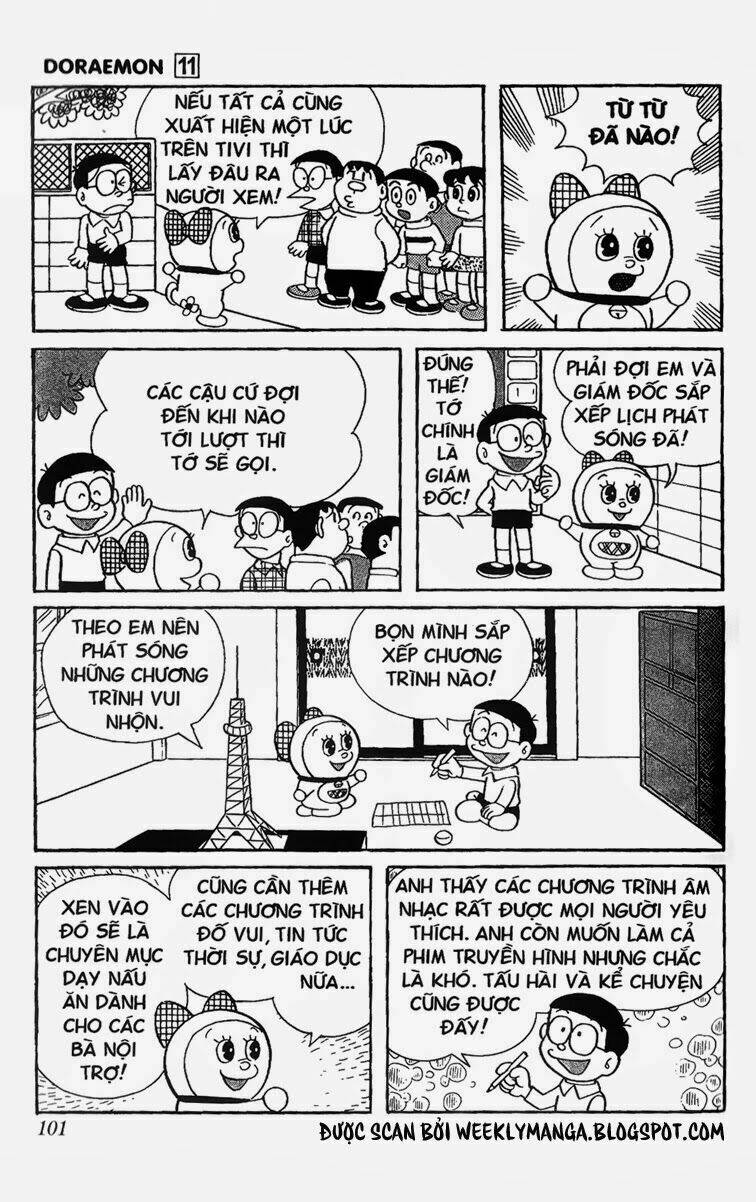 DORAEMON 11
NẾU TẤT CẢ CÙNG
XUẤT HIỆN MỘT LÚC
TRÊN TIVI THÌ
LẤY ĐÂU RA
NGƯỜI XEM!
TỪ TỪ
ĐÃ NÀO!
CÁC CẬU CỨ ĐỢI
ĐẾN KHI NÀO
TỚI LƯỢT THÌ
TỚ SẼ GỌI.
PHẢI ĐỢI EM VÀ
GIÁM ĐỐC SẮP
XẾP LỊCH PHÁT
SÓNG ĐÃ!
ĐÚNG
THẾ!
TỚ
CHÍNH
LÀ
GIÁM
ĐỐC!
BỌN MÌNH SẮP
XẾP CHƯƠNG
TRÌNH NÀO!
THEO EM NÊN
PHÁT SÓNG
NHỮNG CHƯƠNG
TRÌNH VUI
NHỘN.
CŨNG CẦN THÊM
CÁC CHƯƠNG TRÌNH
ĐỐ VUI, TIN TỨC
THỜI SỰ, GIÁO DỤC
NỮA...
XEN VÀO
ĐÓ SẼ LÀ
CHUYÊN MỤC
DẠY NẤU
ĂN DÀNH
CHO CÁC
BÀ NỘI
TRỢ!
ANH THẤY CÁC CHƯƠNG TRÌNH ÂM
NHẠC RẤT ĐƯỢC MỌI NGƯỜI YÊU
THÍCH. ANH CÒN MUỐN LÀM CẢ
PHIM TRUYỀN HÌNH NHƯNG CHẮC
LÀ KHÓ. TẤU HÀI VÀ KỂ CHUYỆN
CŨNG ĐƯỢC
ĐẤY!
101
ĐƯỢC SCAN BỞI WEEKLYMANGA.BLOGSPOT.COM